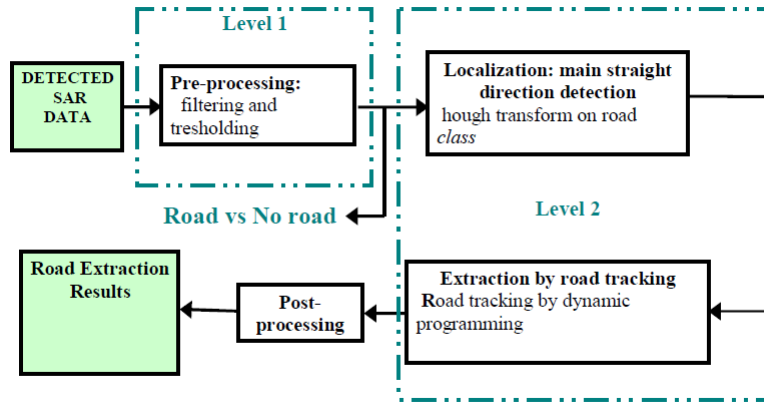 Level 1
DETECTED
SAR
DATA
Pre-processing:
filtering and
tresholding
Localization: main straight
direction detection
hough transform on road
class
Road vs No road
Level 2
Road Extraction
Results
Post-
processing
Extraction by road tracking
Road tracking by dynamic
programming